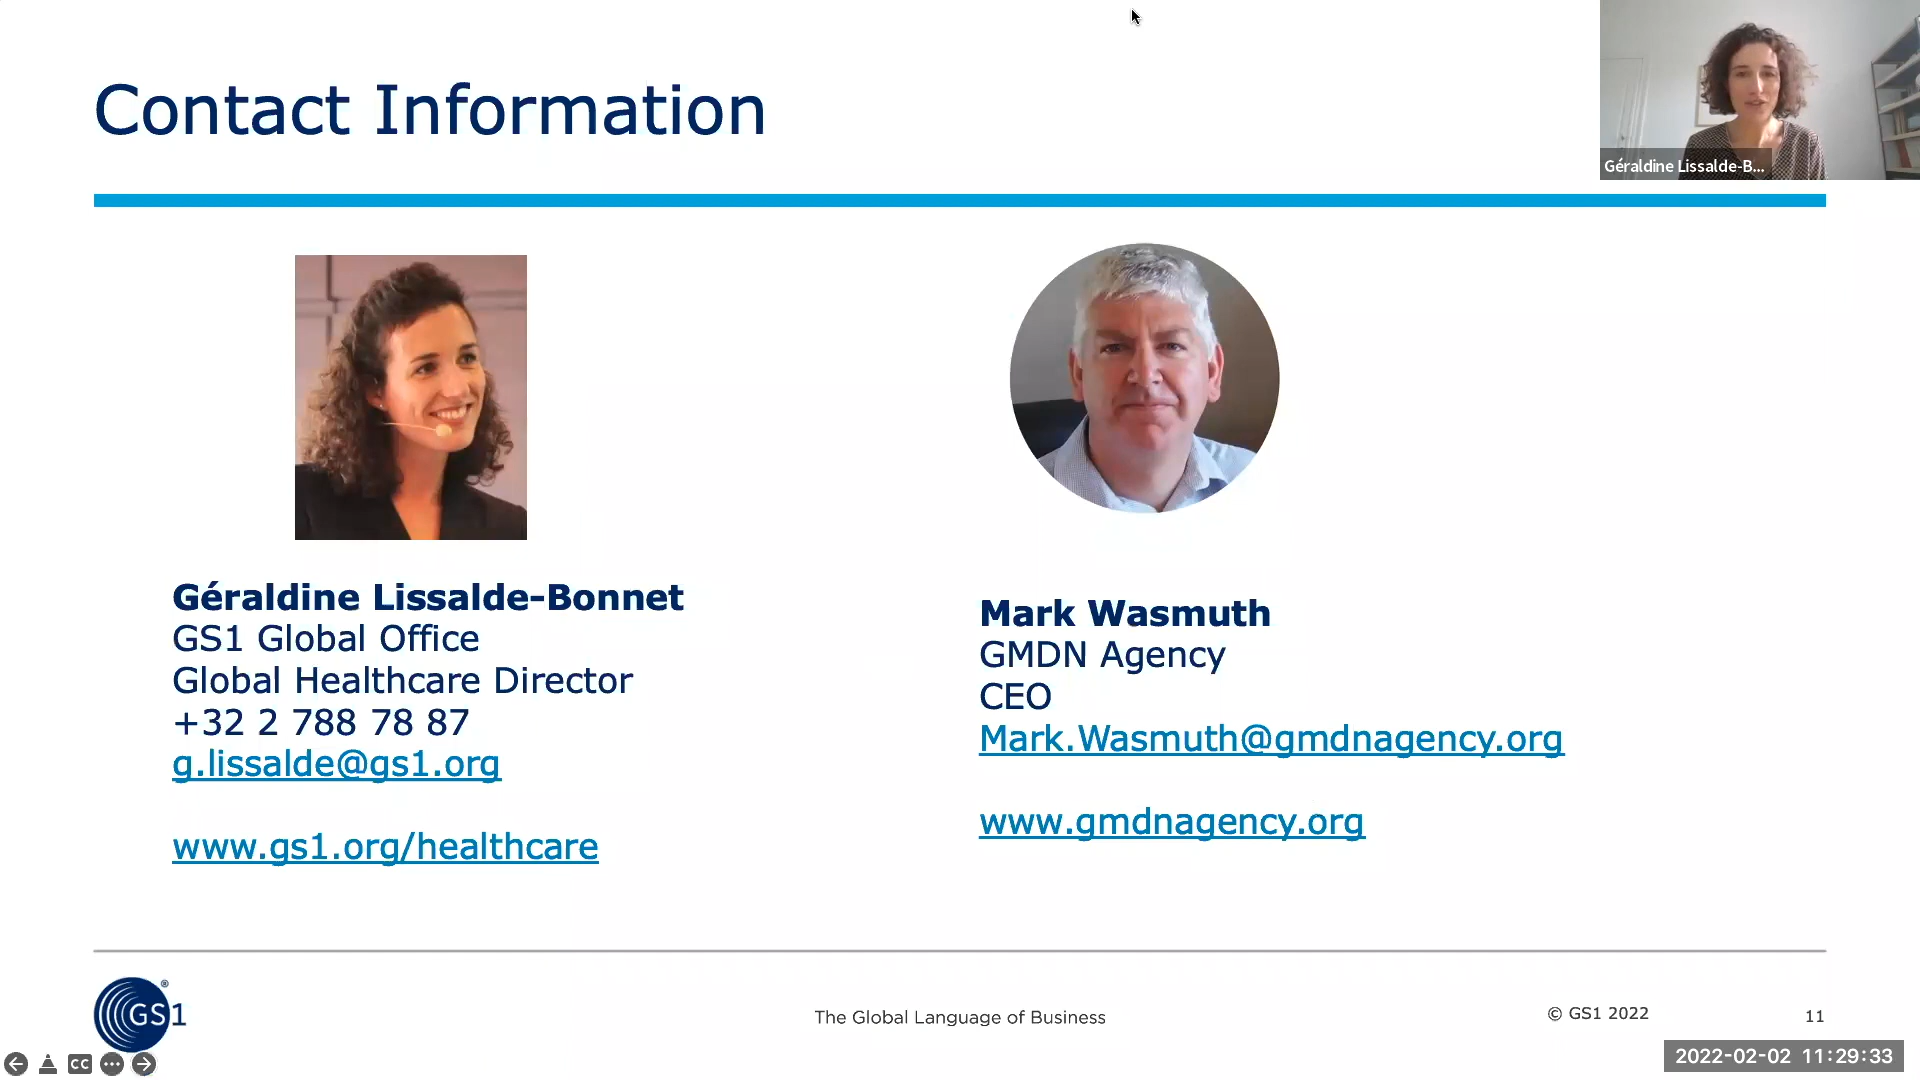 Contact Information
Géraldine Lissalde-B...
Géraldine Lissalde-Bonnet
GS1 Global Office
Global Healthcare Director
+32 2 788 78 87
g.lissalde@gs1.org
www.gs1.org/healthcare
Mark Wasmuth
GMDN Agency
CEO
Mark.Wasmuth@gmdnagency.org
www.gmdnagency.org
GS1®
The Global Language of Business
© GS1 2022
11
CC
2022-02-02 11:29:33